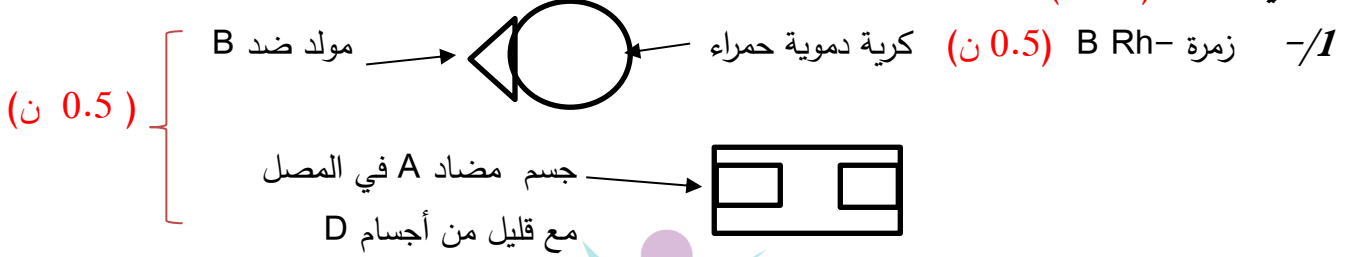 1/- زمرة B Rh- (0.5 ن) كرية دموية حمراء
مولد ضد B
(0.5 ن)
جسم مضاد A في المصل
مع قليل من أجسام D